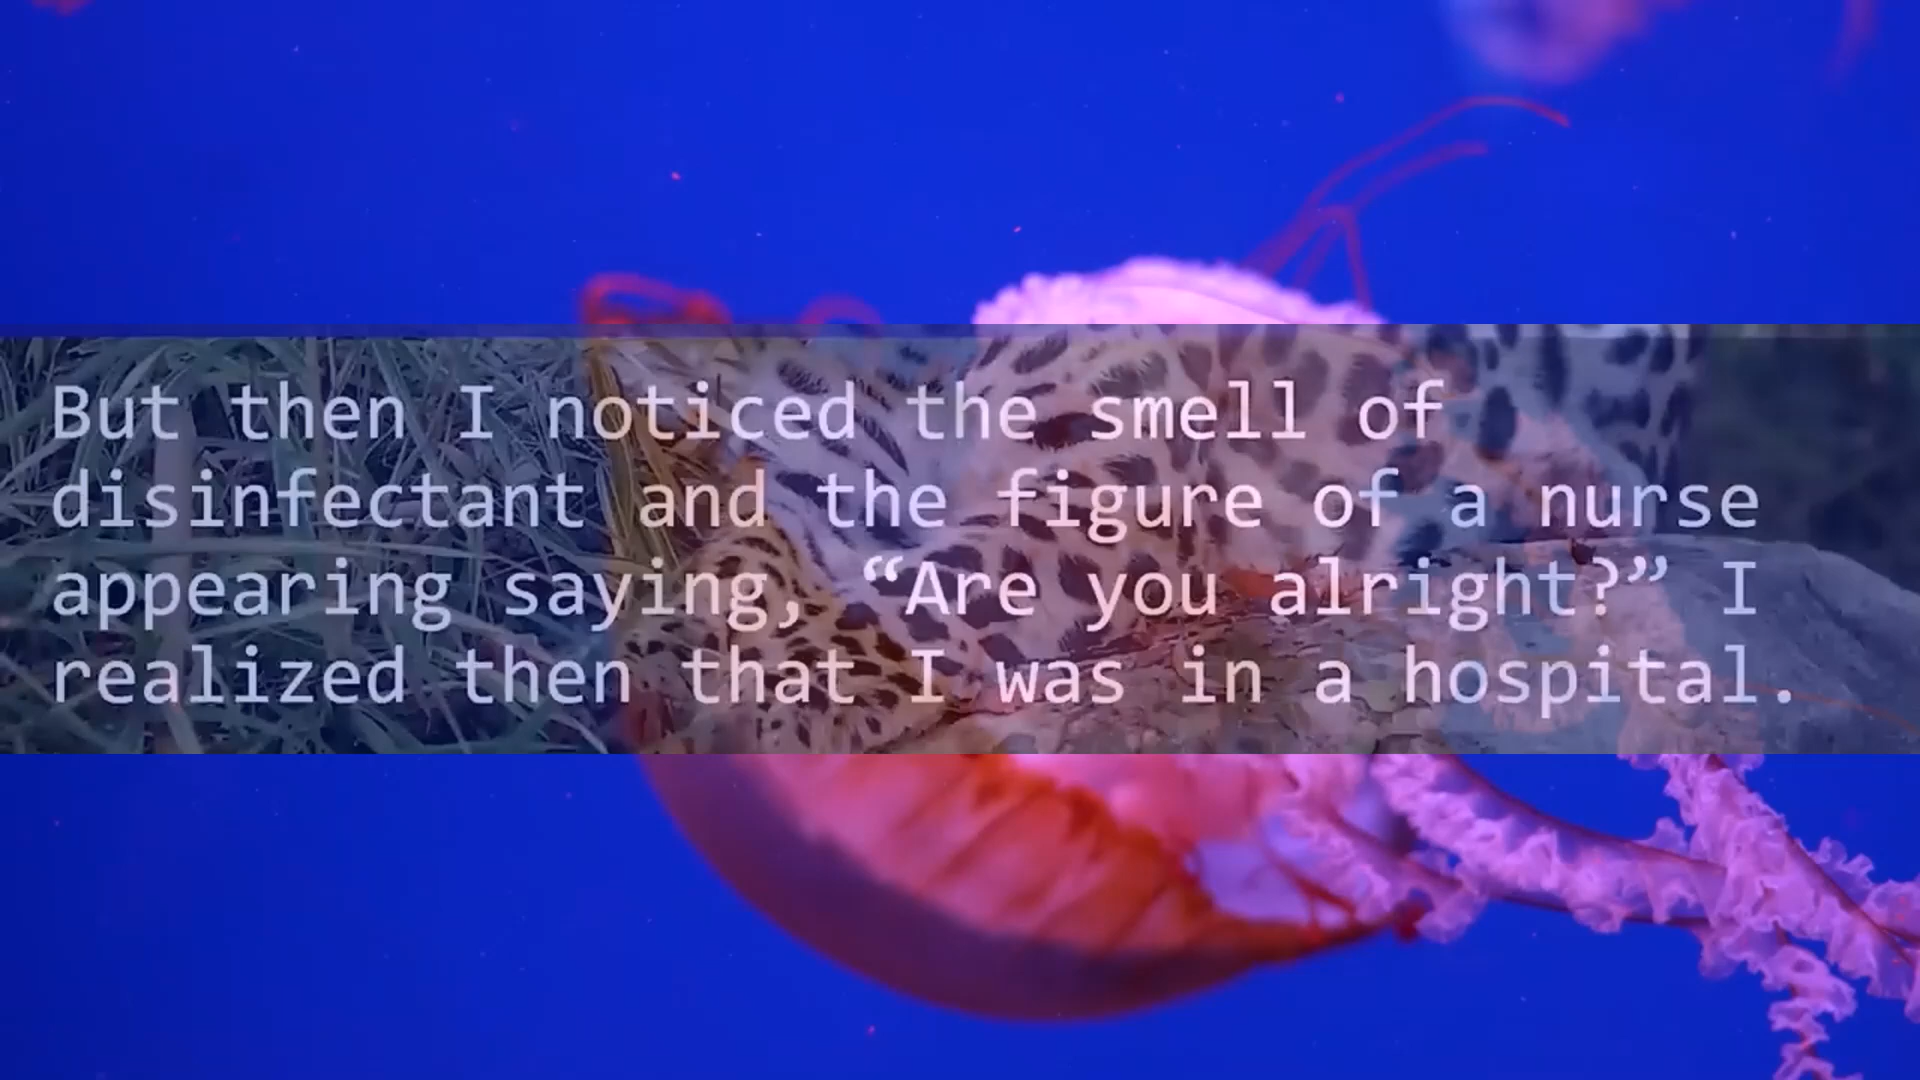 But then I noticed the smell of
disinfectant and the figure of a nurse
appearing saying, “Are you alright?” I
realized then that I was in a hospital.